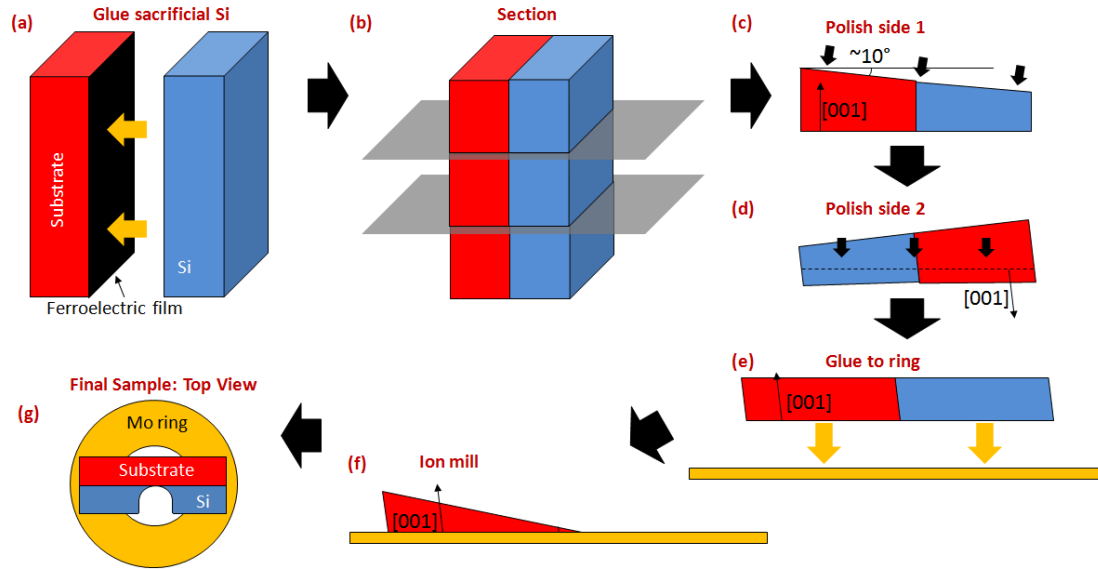 (a)
Glue sacrificial Si
Substrate
Si
Ferroelectric film
(b)
Section
(c)
Polish side 1
~10°
[001]
(d)
Polish side 2
[001]
(e)
Glue to ring
[001]
(f)
Ion mill
[001]
Final Sample: Top View
(g)
Mo ring
Substrate
Si